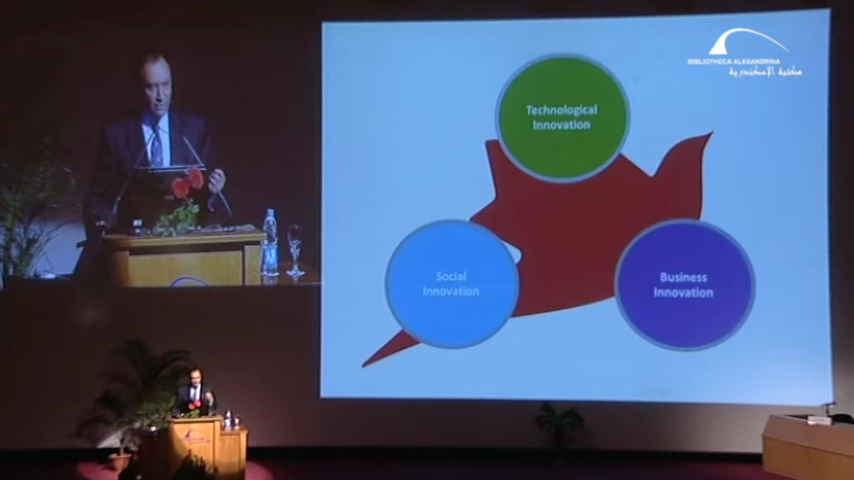 BIBLIOTHECA ALEXANDRINA
مكتبة الإسكندرية
Technological
Innovation
Social
Innovation
Business
Innovation